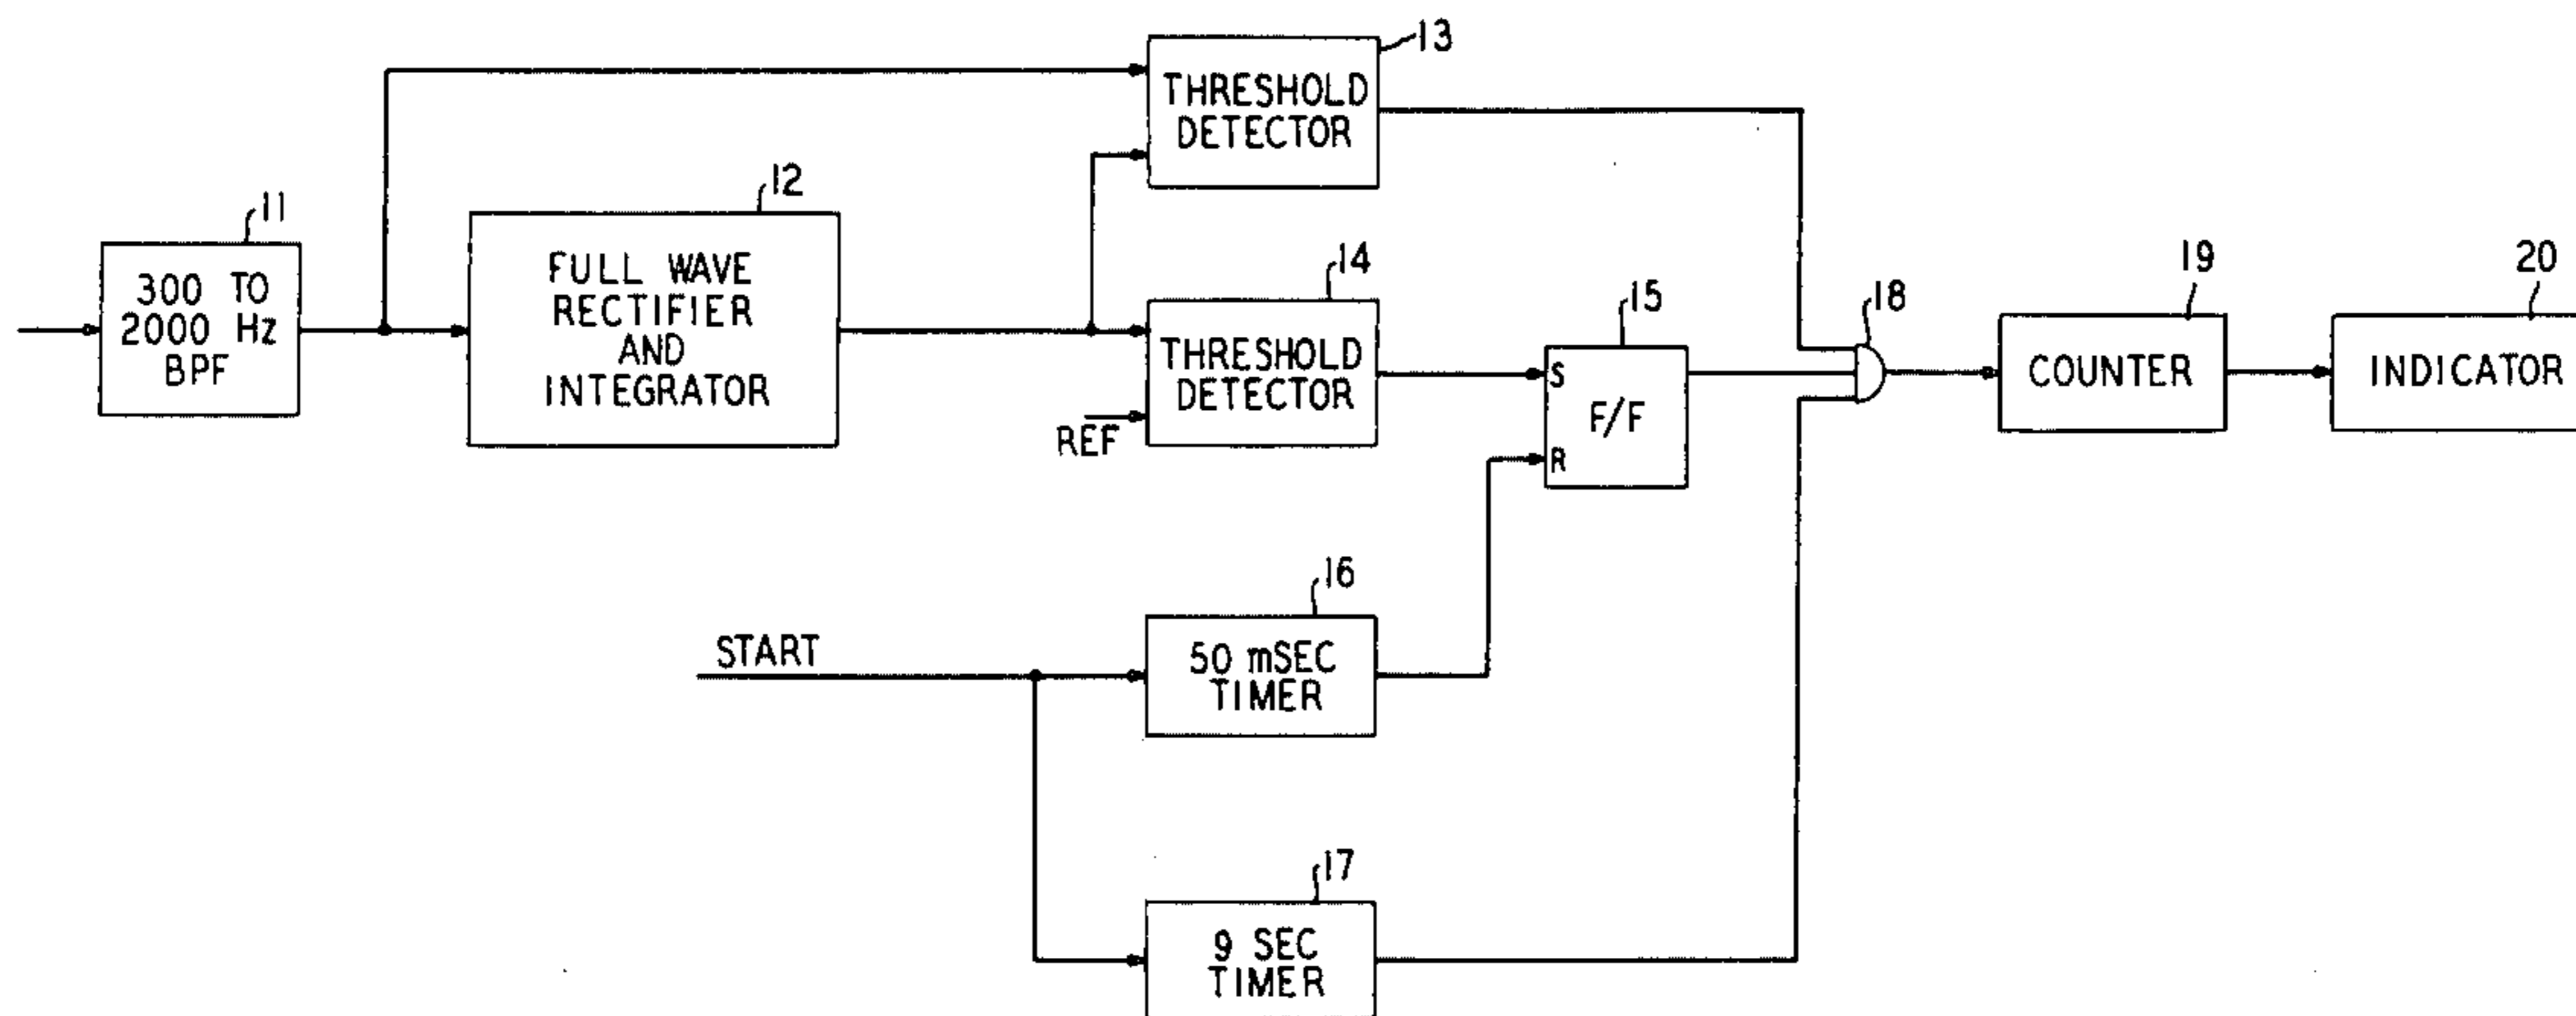 13
THRESHOLD
DETECTOR
12
11
300 TO
2000 Hz
BPF
FULL WAVE
RECTIFIER
AND
INTEGRATOR
14
THRESHOLD
DETECTOR
REF
15
S
F/F
R
18
19
COUNTER
20
INDICATOR
START
16
50 mSEC
TIMER
17
9 SEC
TIMER